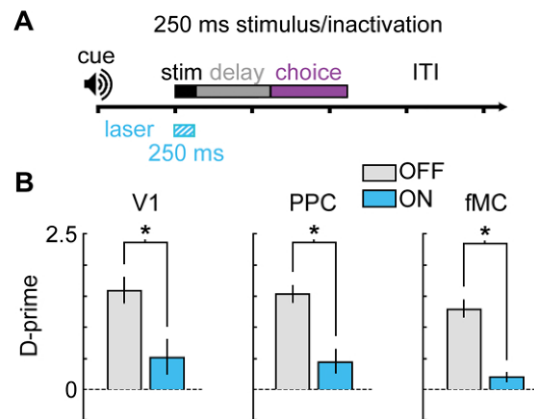 A
250 ms stimulus/inactivation
cue
stim delay choice ITI
laser
250 ms
B
OFF
ON
V1 PPC fMC
2.5
* * *
D-prime
0